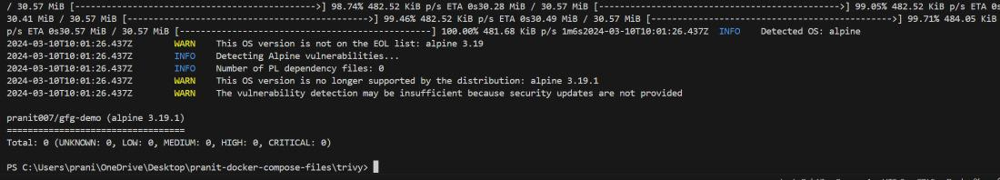 / 30.57 MiB [---------------------------------------------->] 98.74% 482.52 KiB p/s ETA 0s30.28 MiB / 30.57 MiB [---------------------------------------------->] 99.05% 482.52 KiB p/s ETA 0s
30.41 MiB / 30.57 MiB [---------------------------------------------->] 99.46% 482.52 KiB p/s ETA 0s30.49 MiB / 30.57 MiB [---------------------------------------------->] 99.71% 484.05 KiB
p/s ETA 0s30.57 MiB / 30.57 MiB [-----------------------------------------------] 100.00% 481.68 KiB p/s 1m6s2024-03-10T10:01:26.437Z INFO Detected OS: alpine
2024-03-10T10:01:26.437Z WARN This OS version is not on the EOL list: alpine 3.19
2024-03-10T10:01:26.437Z INFO Detecting Alpine vulnerabilities...
2024-03-10T10:01:26.437Z INFO Number of PL dependency files: 0
2024-03-10T10:01:26.437Z WARN This OS version is no longer supported by the distribution: alpine 3.19.1
2024-03-10T10:01:26.437Z WARN The vulnerability detection may be insufficient because security updates are not provided
pranit007/gfg-demo (alpine 3.19.1)
==================================
Total: 0 (UNKNOWN: 0, LOW: 0, MEDIUM: 0, HIGH: 0, CRITICAL: 0)
PS C:\Users\prani\OneDrive\Desktop\pranit-docker-compose-files\trivy>